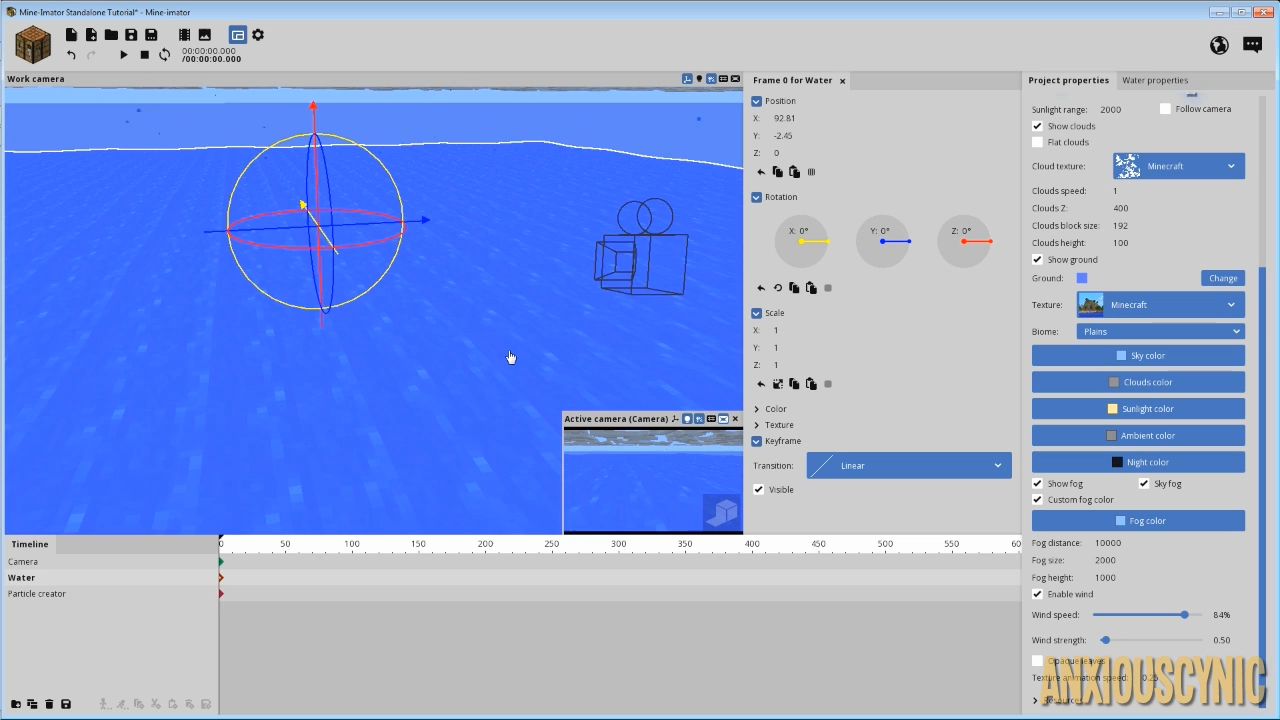 Mine-Imator Standalone Tutorial* - Mine-imator
00:00:00.000
/00:00:00.000
Work camera
Active camera (Camera)
Frame 0 for Water
Position
X: 92.81
Y: -2.45
Z: 0
Rotation
X: 0° Y: 0° Z: 0°
Scale
X: 1
Y: 1
Z: 1
Color
Texture
Keyframe
Transition: Linear
Visible
Project properties Water properties
Sunlight range: 2000 Follow camera
Show clouds
Flat clouds
Cloud texture: Minecraft
Clouds speed: 1
Clouds Z: 400
Clouds block size: 192
Clouds height: 100
Show ground
Ground: Change
Texture: Minecraft
Biome: Plains
Sky color
Clouds color
Sunlight color
Ambient color
Night color
Show fog Sky fog
Custom fog color
Fog color
Fog distance: 10000
Fog size: 2000
Fog height: 1000
Enable wind
Wind speed: 84%
Wind strength: 0.50
Opaque leaves
Texture animation speed: 0.25
Resources
ANXIOUSCYNIC
Timeline
0 50 100 150 200 250 300 350 400 450 500 550
Camera
Water
Particle creator